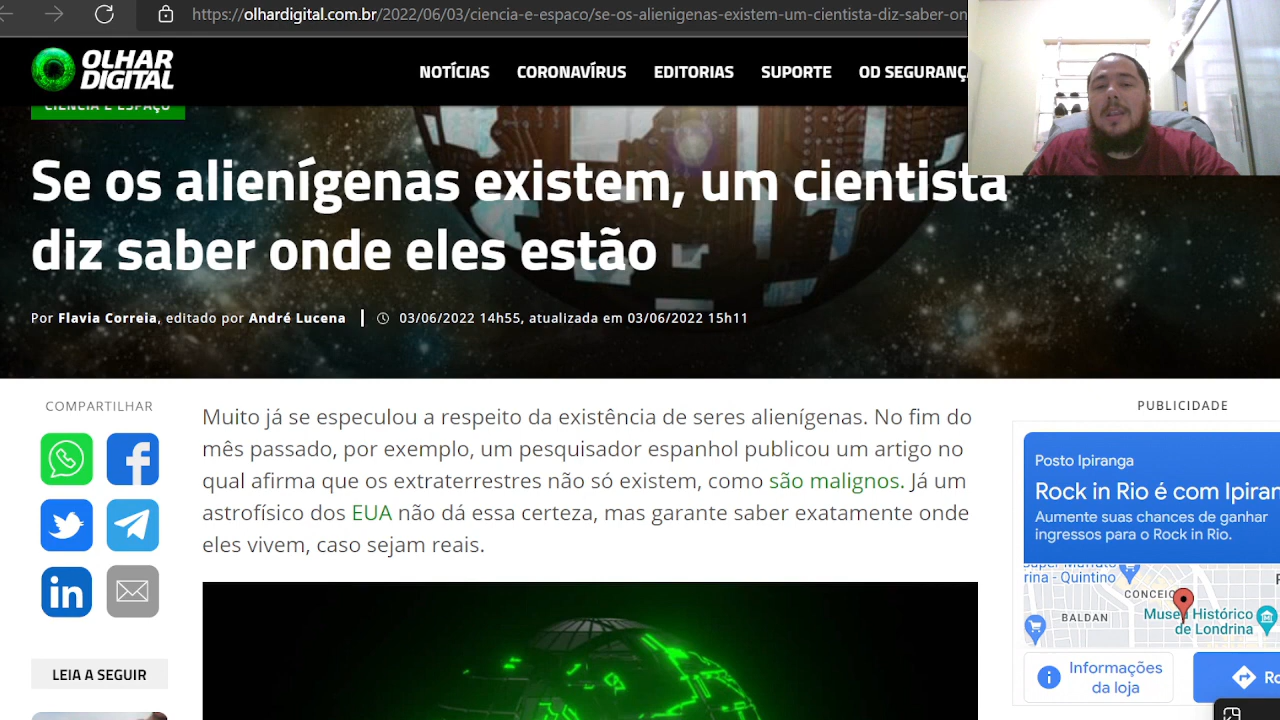 https://olhardigital.com.br/2022/06/03/ciencia-e-espaco/se-os-alienigenas-existem-um-cientista-diz-saber-on
OLHAR
DIGITAL
NOTÍCIAS CORONAVÍRUS EDITORIAS SUPORTE OD SEGURANÇA
CIÊNCIA E ESPAÇO
Se os alienígenas existem, um cientista
diz saber onde eles estão
Por Flavia Correia, editado por André Lucena 03/06/2022 14h55, atualizada em 03/06/2022 15h11
COMPARTILHAR
Muito já se especulou a respeito da existência de seres alienígenas. No fim do
mês passado, por exemplo, um pesquisador espanhol publicou um artigo no
qual afirma que os extraterrestres não só existem, como são malignos. Já um
astrofísico dos EUA não dá essa certeza, mas garante saber exatamente onde
eles vivem, caso sejam reais.
LEIA A SEGUIR
PUBLICIDADE
Posto Ipiranga
Rock in Rio é com Ipiran
Aumente suas chances de ganhar
ingressos para o Rock in Rio.
rina - Quintino
CONCEIÇ
BALDAN
Museu Histórico
de Londrina
Informações
da loja
Ro